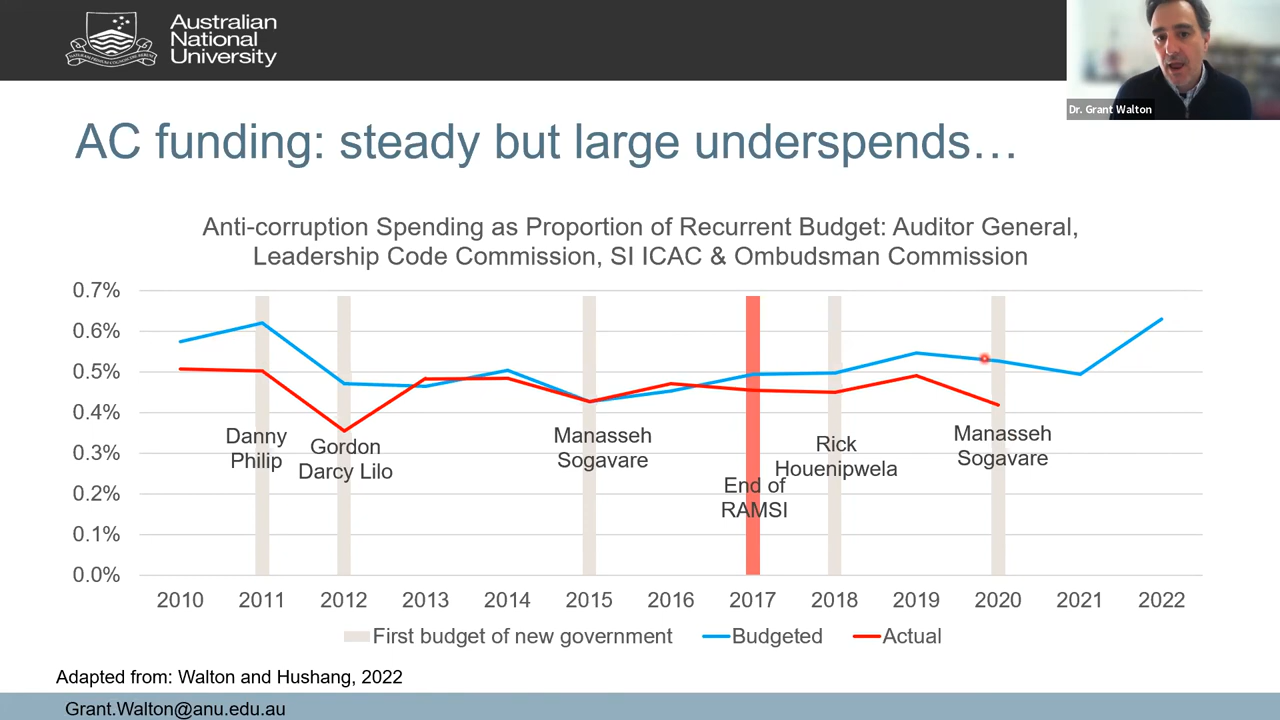 Australian
National
University
Dr. Grant Walton
AC funding: steady but large underspends…
Anti-corruption Spending as Proportion of Recurrent Budget: Auditor General,
Leadership Code Commission, SI ICAC & Ombudsman Commission
0.7%
0.6%
0.5%
0.4%
0.3%
0.2%
0.1%
0.0%
Danny
Philip
Gordon
Darcy Lilo
Manasseh
Sogavare
End of
RAMSI
Rick
Houenipwela
Manasseh
Sogavare
2010 2011 2012 2013 2014 2015 2016 2017 2018 2019 2020 2021 2022
First budget of new government Budgeted Actual
Adapted from: Walton and Hushang, 2022
Grant.Walton@anu.edu.au